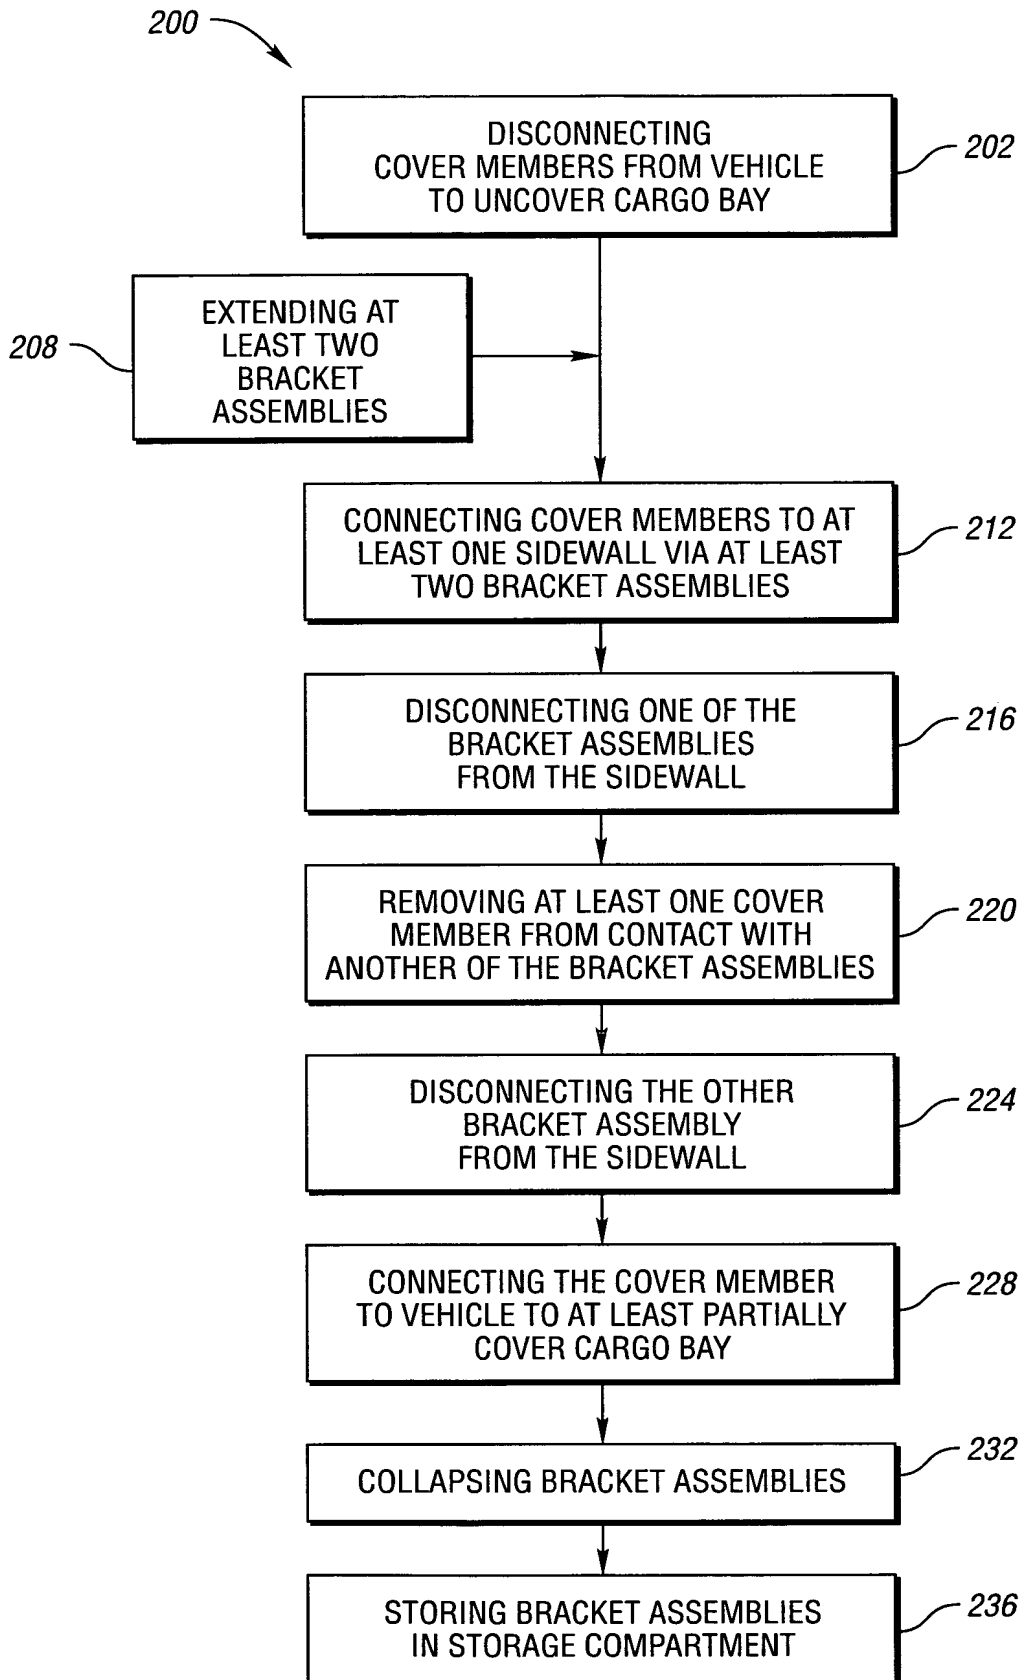 200
DISCONNECTING
COVER MEMBERS FROM VEHICLE
TO UNCOVER CARGO BAY
202
EXTENDING AT
LEAST TWO
BRACKET
ASSEMBLIES
208
CONNECTING COVER MEMBERS TO AT
LEAST ONE SIDEWALL VIA AT LEAST
TWO BRACKET ASSEMBLIES
212
DISCONNECTING ONE OF THE
BRACKET ASSEMBLIES
FROM THE SIDEWALL
216
REMOVING AT LEAST ONE COVER
MEMBER FROM CONTACT WITH
ANOTHER OF THE BRACKET ASSEMBLIES
220
DISCONNECTING THE OTHER
BRACKET ASSEMBLY
FROM THE SIDEWALL
224
CONNECTING THE COVER MEMBER
TO VEHICLE TO AT LEAST PARTIALLY
COVER CARGO BAY
228
COLLAPSING BRACKET ASSEMBLIES
232
STORING BRACKET ASSEMBLIES
IN STORAGE COMPARTMENT
236